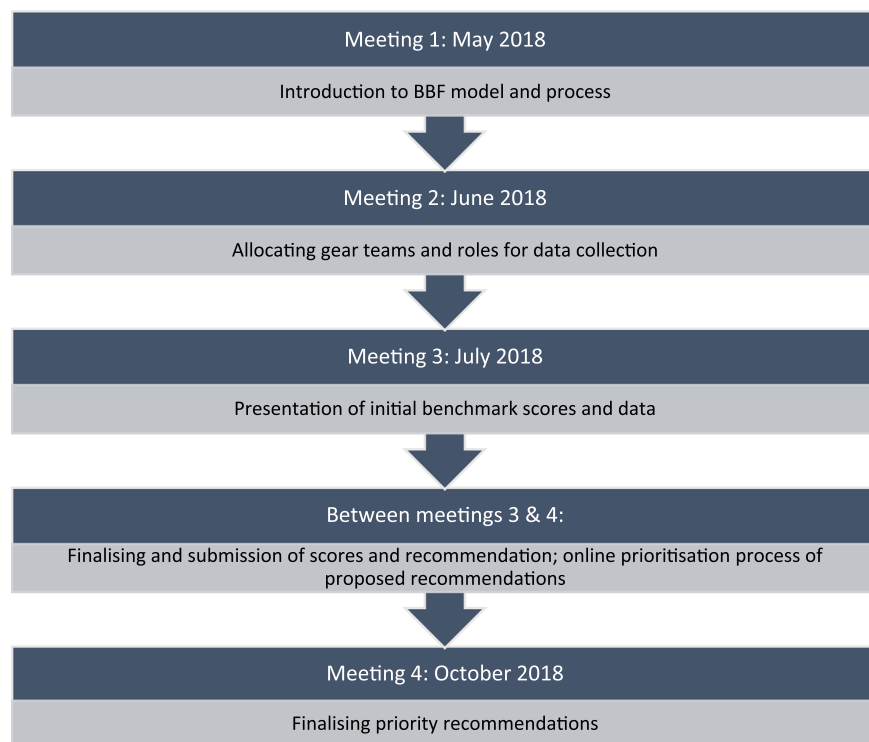 Meeting 1: May 2018
Introduction to BBF model and process
Meeting 2: June 2018
Allocating gear teams and roles for data collection
Meeting 3: July 2018
Presentation of initial benchmark scores and data
Between meetings 3 & 4:
Finalising and submission of scores and recommendation; online prioritisation process of
proposed recommendations
Meeting 4: October 2018
Finalising priority recommendations